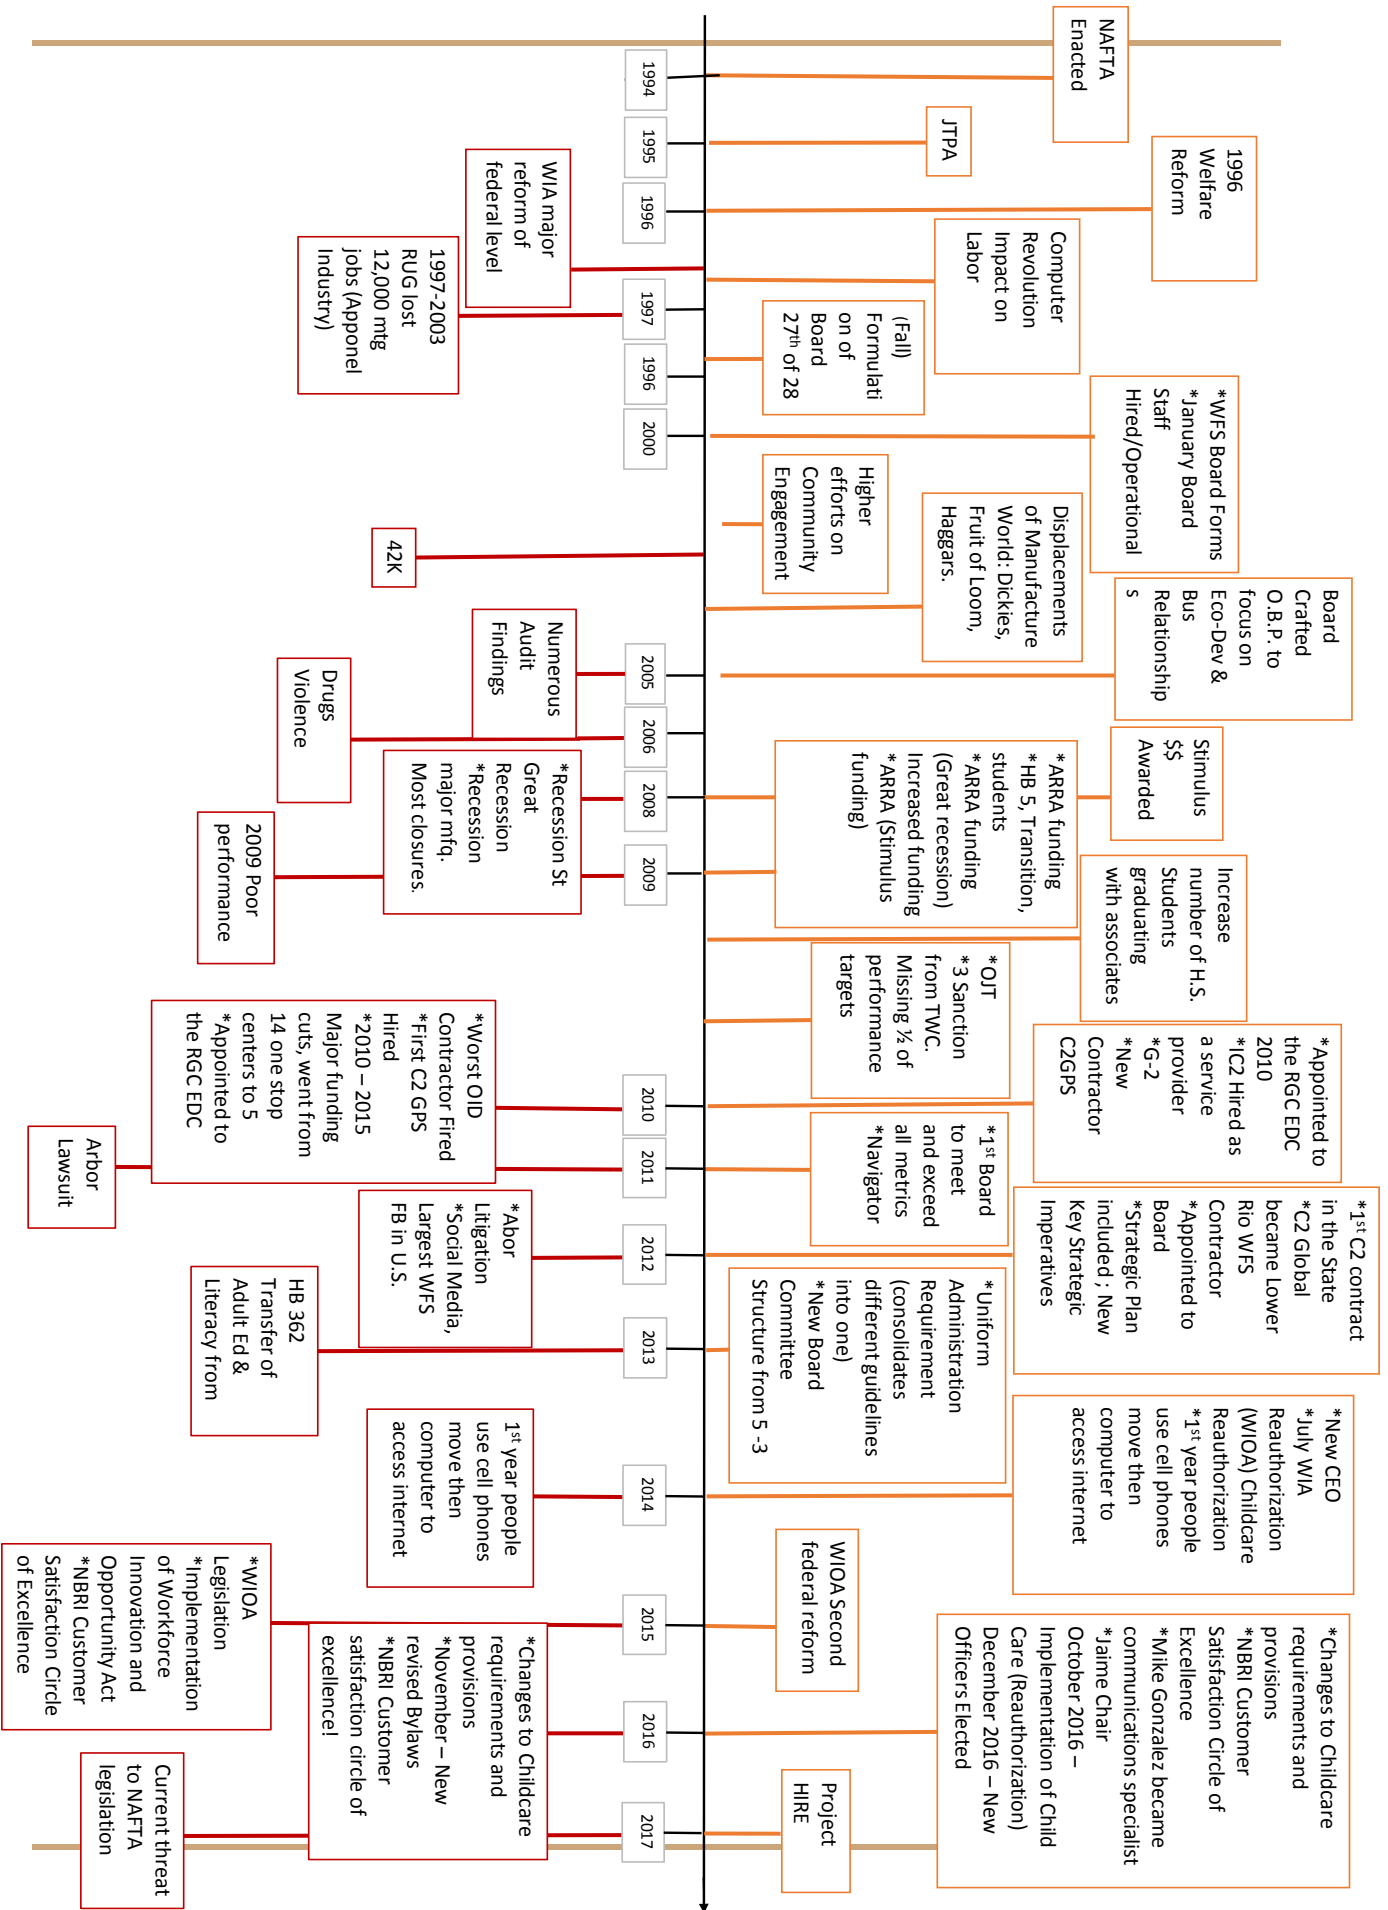 NAFTA
Enacted
JTPA
1996
Welfare
Reform
Computer
Revolution
Impact on
Labor
(Fall)
Formulati
on of
Board
27th of 28
*WFS Board Forms
*January Board
Staff
Hired/Operational
Higher
efforts on
Community
Engagement
Displacements
of Manufacture
World: Dickies,
Fruit of Loom,
Haggars.
Board
Crafted
O.B.P. to
focus on
Eco-Dev &
Bus
Relationship
s
Stimulus
$$
Awarded
*ARRA funding
*HB 5, Transition,
students
*ARRA funding
(Great recession)
Increased funding
*ARRA (Stimulus
funding)
Increase
number of H.S.
Students
graduating
with associates
*OJT
*3 Sanction
from TWC.
Missing ½ of
performance
targets
*Appointed to
the RGC EDC
2010
*IC2 Hired as
a service
provider
*G-2
*New
Contractor
C2GPS
*1st Board
to meet
and exceed
all metrics
*Navigator
*1st C2 contract
in the State
*C2 Global
became Lower
Rio WFS
Contractor
*Appointed to
Board
*Strategic Plan
included ; New
Key Strategic
Imperatives
*Uniform
Administration
Requirement
(consolidates
different guidelines
into one)
*New Board
Committee
Structure from 5 -3
*New CEO
*July WIA
Reauthorization
(WIOA) Childcare
Reauthorization
*1st year people
use cell phones
move then
computer to
access internet
WIOA Second
federal reform
*Changes to Childcare
requirements and
provisions
*NBRI Customer
Satisfaction Circle of
Excellence
*Mike Gonzalez became
communications specialist
*Jaime Chair
October 2016 –
Implementation of Child
Care (Reauthorization)
December 2016 – New
Officers Elected
Project
HIRE
1994
1995
1996
1997
1996
2000
2005
2006
2008
2009
2010
2011
2012
2013
2014
2015
2016
2017
WIA major
reform of
federal level
1997-2003
RUG lost
12,000 mtg
jobs (Apponel
Industry)
42K
Numerous
Audit
Findings
Drugs
Violence
*Recession St
Great
Recession
*Recession
major mfq.
Most closures.
2009 Poor
performance
*Worst OID
Contractor Fired
*First C2 GPS
Hired
*2010 – 2015
Major funding
cuts, went from
14 one stop
centers to 5
*Appointed to
the RGC EDC
Arbor
Lawsuit
*Abor
Litigation
*Social Media,
Largest WFS
FB in U.S.
HB 362
Transfer of
Adult Ed &
Literacy from
1st year people
use cell phones
move then
computer to
access internet
*WIOA
Legislation
*Implementation
of Workforce
Innovation and
Opportunity Act
*NBRI Customer
Satisfaction Circle
of Excellence
*Changes to Childcare
requirements and
provisions
*November – New
revised Bylaws
*NBRI Customer
satisfaction circle of
excellence!
Current threat
to NAFTA
legislation